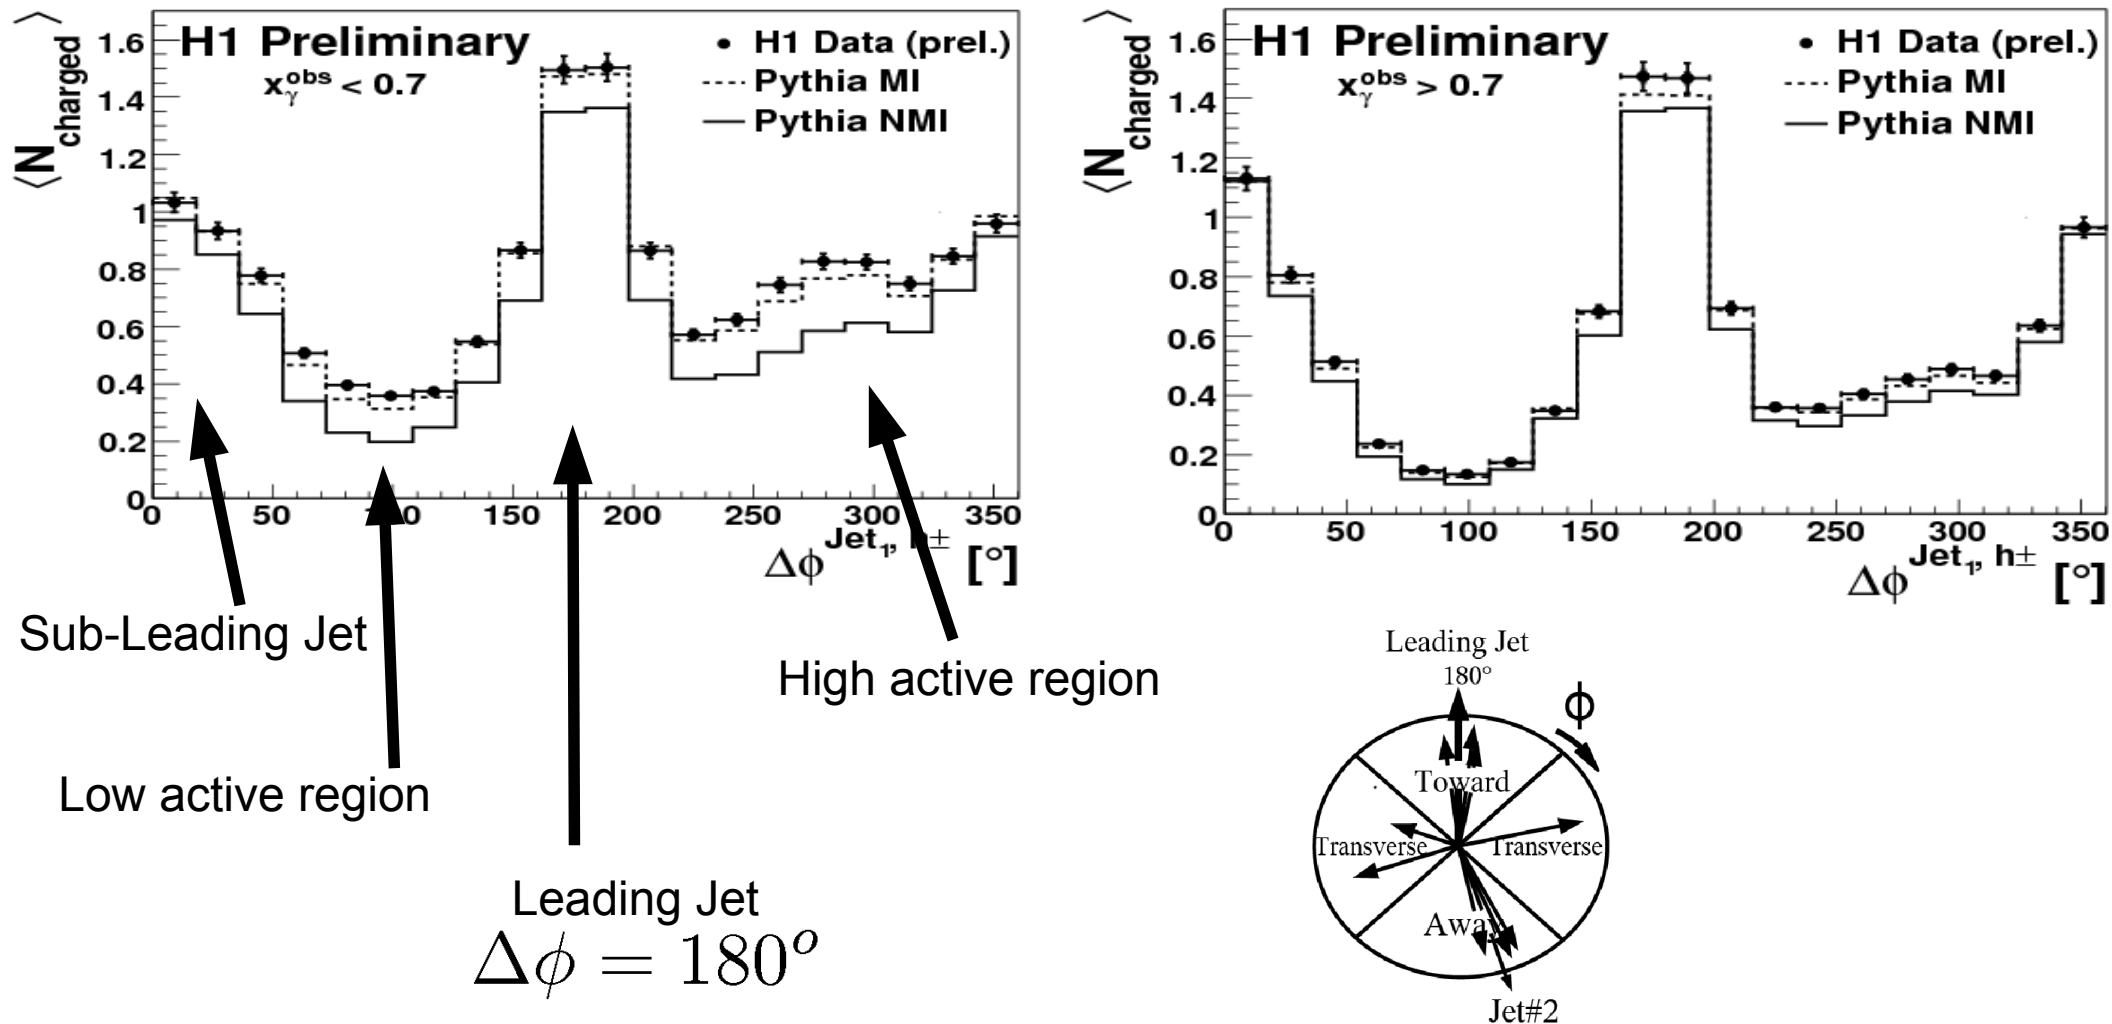 H1 Preliminary
x_γ^obs < 0.7
H1 Data (prel.)
Pythia MI
Pythia NMI
⟨N_charged⟩
1.6
1.4
1.2
1
0.8
0.6
0.4
0.2
0
0 50 100 150 200 250 300 350
Δϕ^Jet₁, h± [°]
Sub-Leading Jet
Low active region
Leading Jet
Δϕ = 180°
High active region
H1 Preliminary
x_γ^obs > 0.7
H1 Data (prel.)
Pythia MI
Pythia NMI
⟨N_charged⟩
1.6
1.4
1.2
1
0.8
0.6
0.4
0.2
0
0 50 100 150 200 250 300 350
Δϕ^Jet₁, h± [°]
Leading Jet
180°
ϕ
Toward
Transverse Transverse
Away
Jet#2